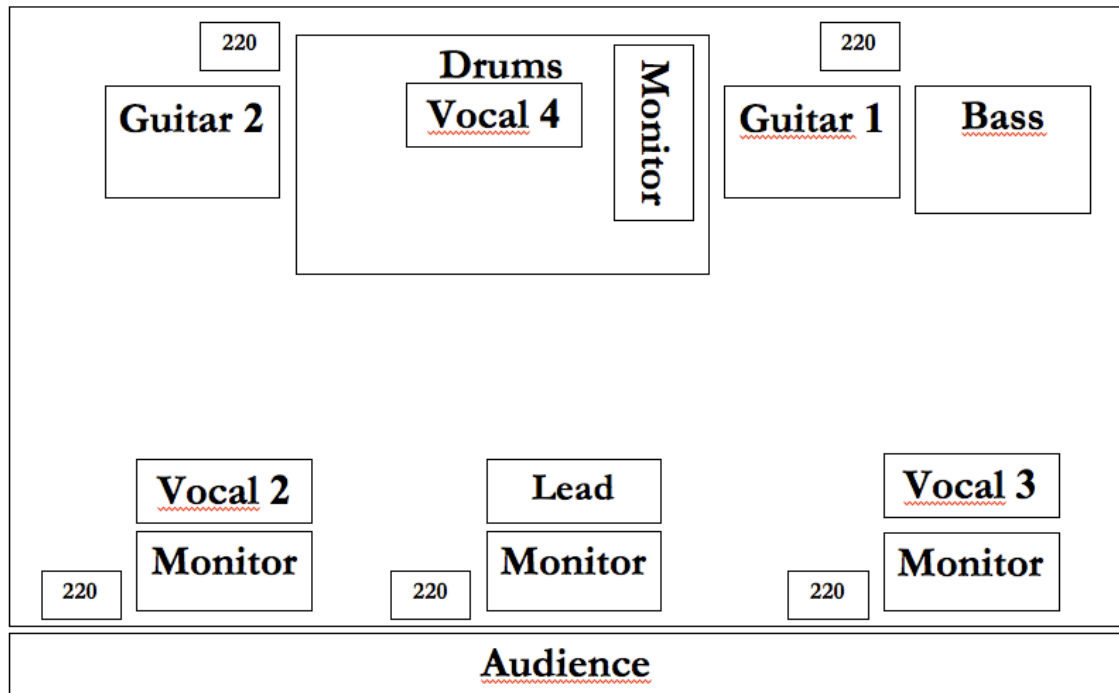 220
220
Drums
Monitor
Guitar 2
Vocal 4
Guitar 1
Bass
Vocal 2
Lead
Vocal 3
Monitor
Monitor
Monitor
220
220
220
Audience